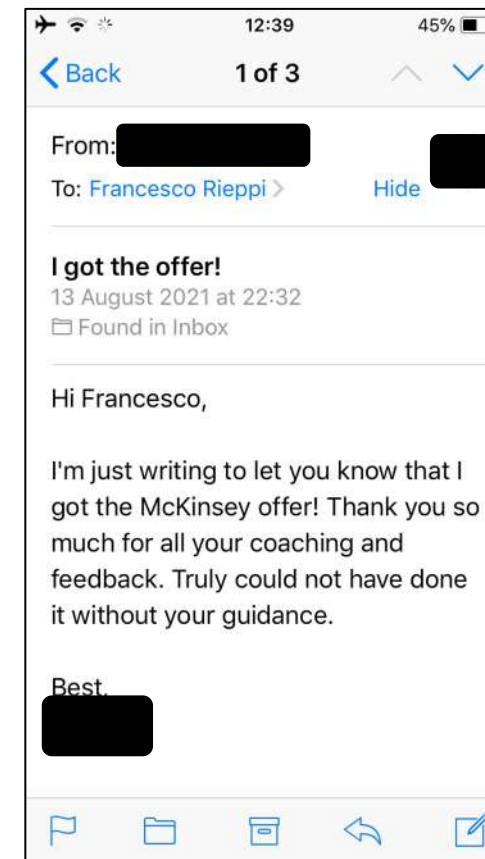 12:39
45%
Back
1 of 3
From:
To: Francesco Rieppi
Hide
I got the offer!
13 August 2021 at 22:32
Found in Inbox
Hi Francesco,
I'm just writing to let you know that I
got the McKinsey offer! Thank you so
much for all your coaching and
feedback. Truly could not have done
it without your guidance.
Best,